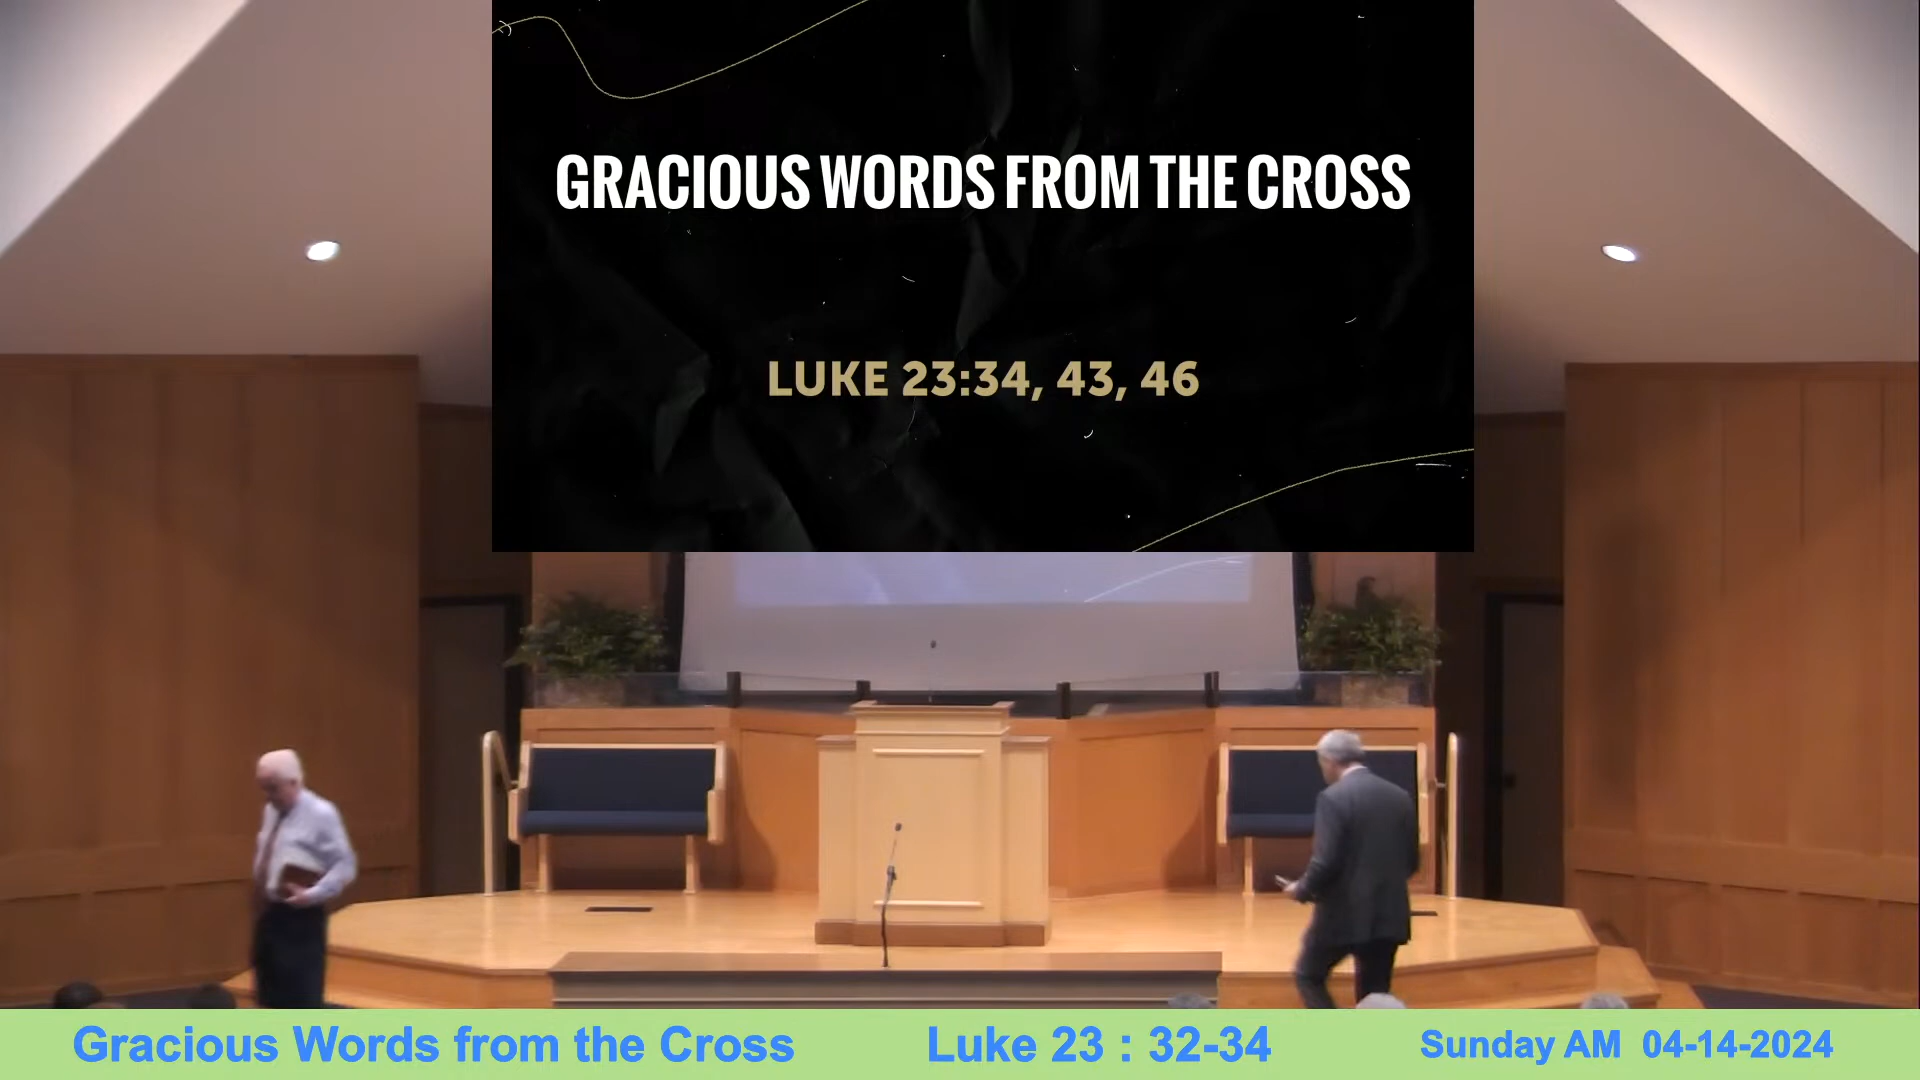 GRACIOUS WORDS FROM THE CROSS
LUKE 23:34, 43, 46
Gracious Words from the Cross Luke 23 : 32-34 Sunday AM 04-14-2024